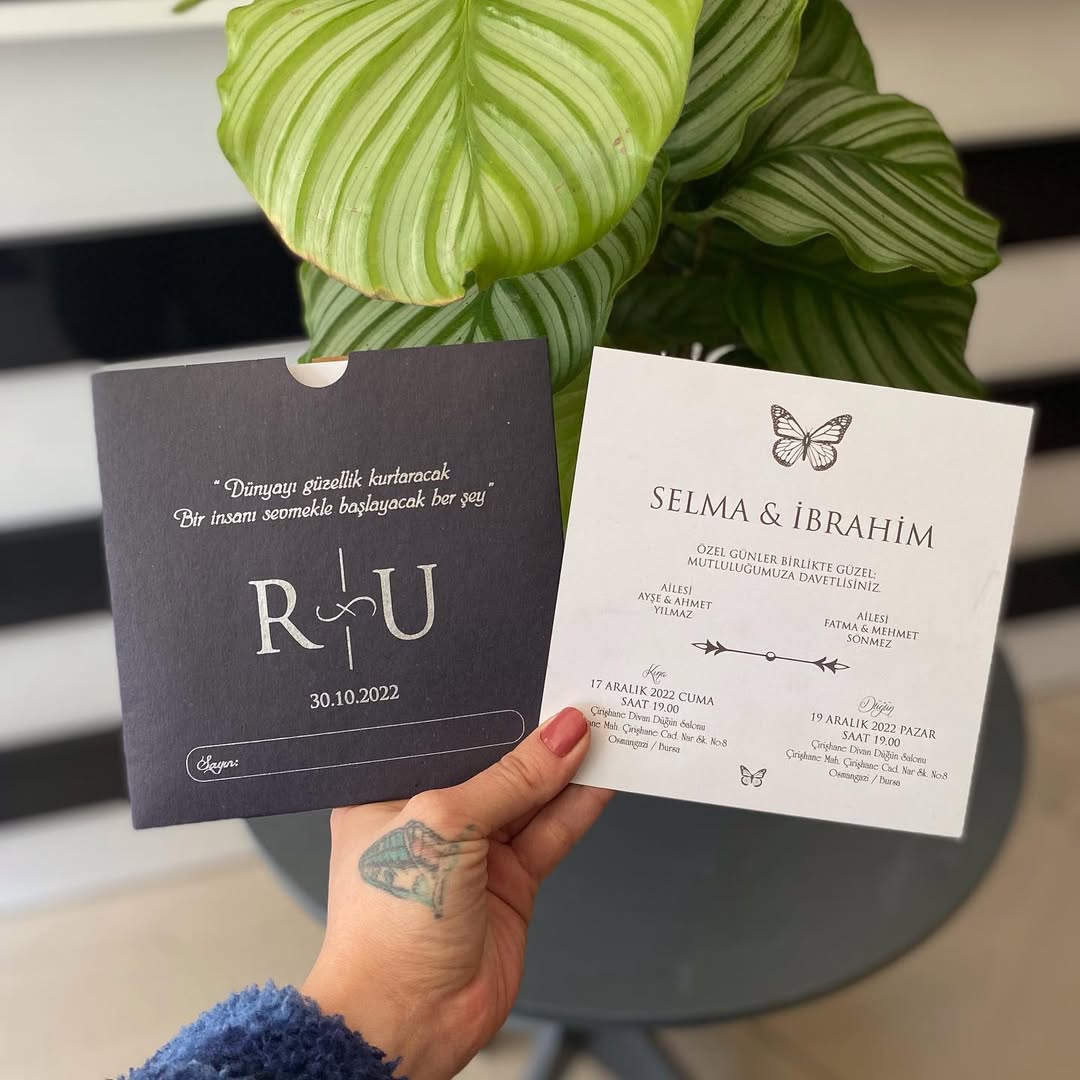 “ Dünyayı güzellik kurtaracak
Bir insanı sevmekle başlayacak her şey”
R & U
30.10.2022
Sayın:
SELMA & İBRAHİM
ÖZEL GÜNLER BİRLİKTE GÜZEL;
MUTLULUĞUMUZA DAVETLİSİNİZ.
AİLESİ
AYŞE & AHMET
YILMAZ
AİLESİ
FATMA & MEHMET
SÖNMEZ
Kına
17 ARALIK 2022 CUMA
SAAT 19.00
Çirişhane Divan Düğün Salonu
Mah. Çirişhane Cad. Nar Sk. No:8
Osmangazi / Bursa
Düğün
19 ARALIK 2022 PAZAR
SAAT 19.00
Çirişhane Divan Düğün Salonu
Çirişhane Mah. Çirişhane Cad. Nar Sk. No:8
Osmangazi / Bursa